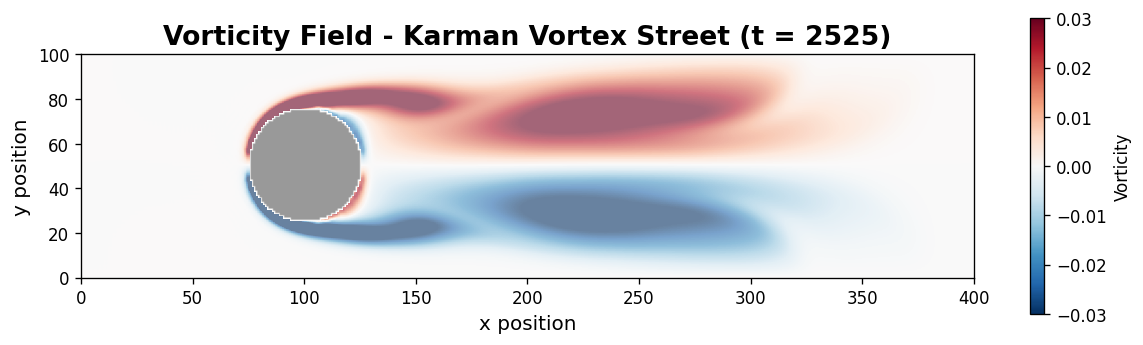 Vorticity Field - Karman Vortex Street (t = 2525)
100
80
60
40
20
0
y position
0 50 100 150 200 250 300 350 400
x position
0.03
0.02
0.01
0.00
−0.01
−0.02
−0.03
Vorticity